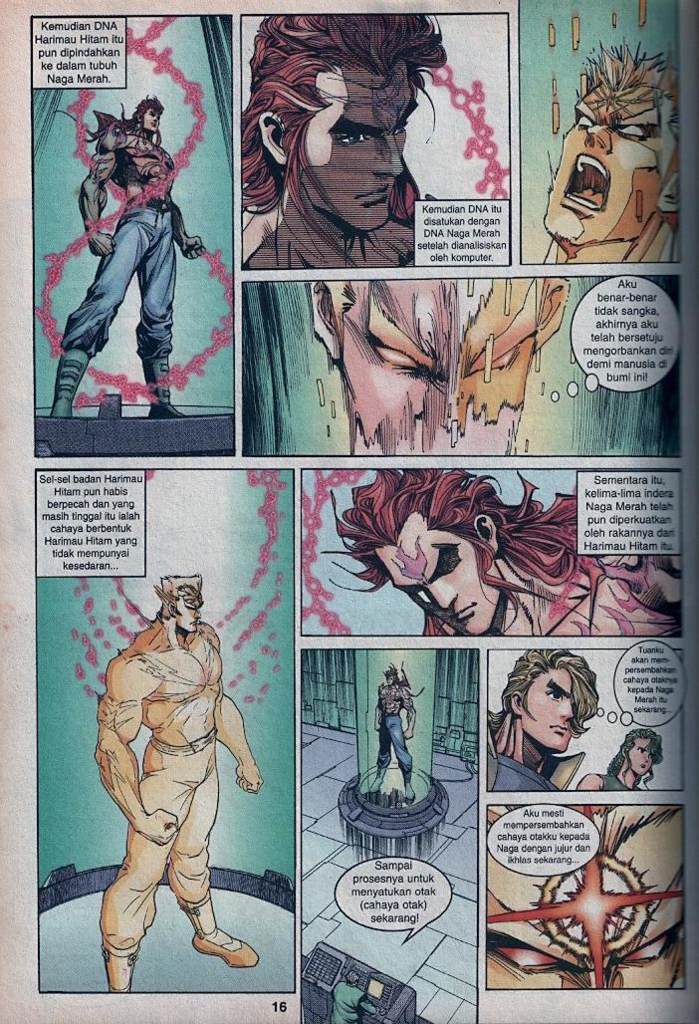 Kemudian DNA
Harimau Hitam itu
pun dipindahkan
ke dalam tubuh
Naga Merah.
Kemudian DNA itu
disatukan dengan
DNA Naga Merah
setelah dianalisiskan
oleh komputer.
Aku
benar-benar
tidak sangka,
akhirnya aku
telah bersetuju
mengorbankan diri
demi manusia di
bumi ini!
Sel-sel badan Harimau
Hitam pun habis
berpecah dan yang
masih tinggal itu ialah
cahaya berbentuk
Harimau Hitam yang
tidak mempunyai
kesedaran...
Sementara itu,
kelima-lima indera
Naga Merah telah
pun diperkuatkan
oleh rakannya dari
Harimau Hitam itu.
Tuanku
akan mem-
persembahkan
cahaya otaknya
kepada Naga
Merah itu
sekarang...
Sampai
prosesnya untuk
menyatukan otak
(cahaya otak)
sekarang!
Aku mesti
mempersembahkan
cahaya otakku kepada
Naga dengan jujur dan
ikhlas sekarang...
16